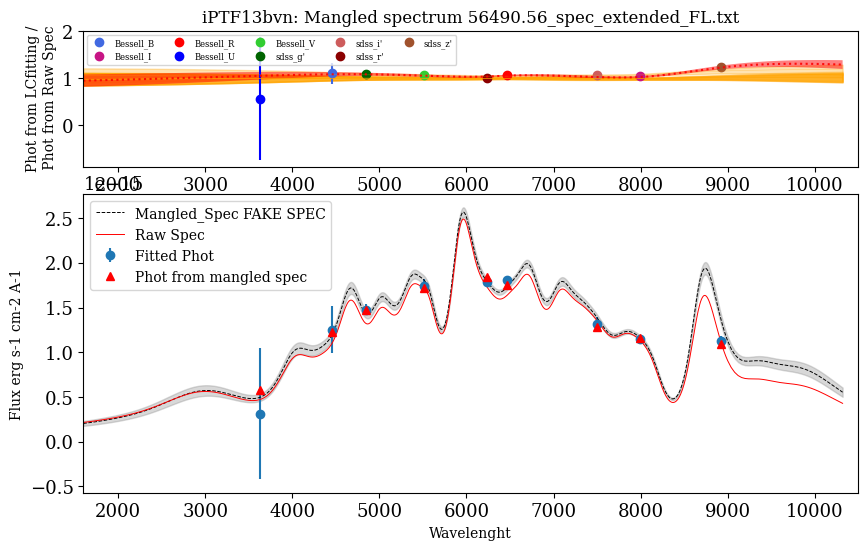 iPTF13bvn: Mangled spectrum 56490.56_spec_extended_FL.txt
Phot from LCfitting /
Phot from Raw Spec
2
1
0
Bessell_B
Bessell_R
Bessell_V
sdss_i'
sdss_z'
Bessell_I
Bessell_U
sdss_g'
sdss_r'
2000 3000 4000 5000 6000 7000 8000 9000 10000
1e−15
Flux erg s-1 cm-2 A-1
2.5
2.0
1.5
1.0
0.5
0.0
−0.5
Mangled_Spec FAKE SPEC
Raw Spec
Fitted Phot
Phot from mangled spec
2000 3000 4000 5000 6000 7000 8000 9000 10000
Wavelenght